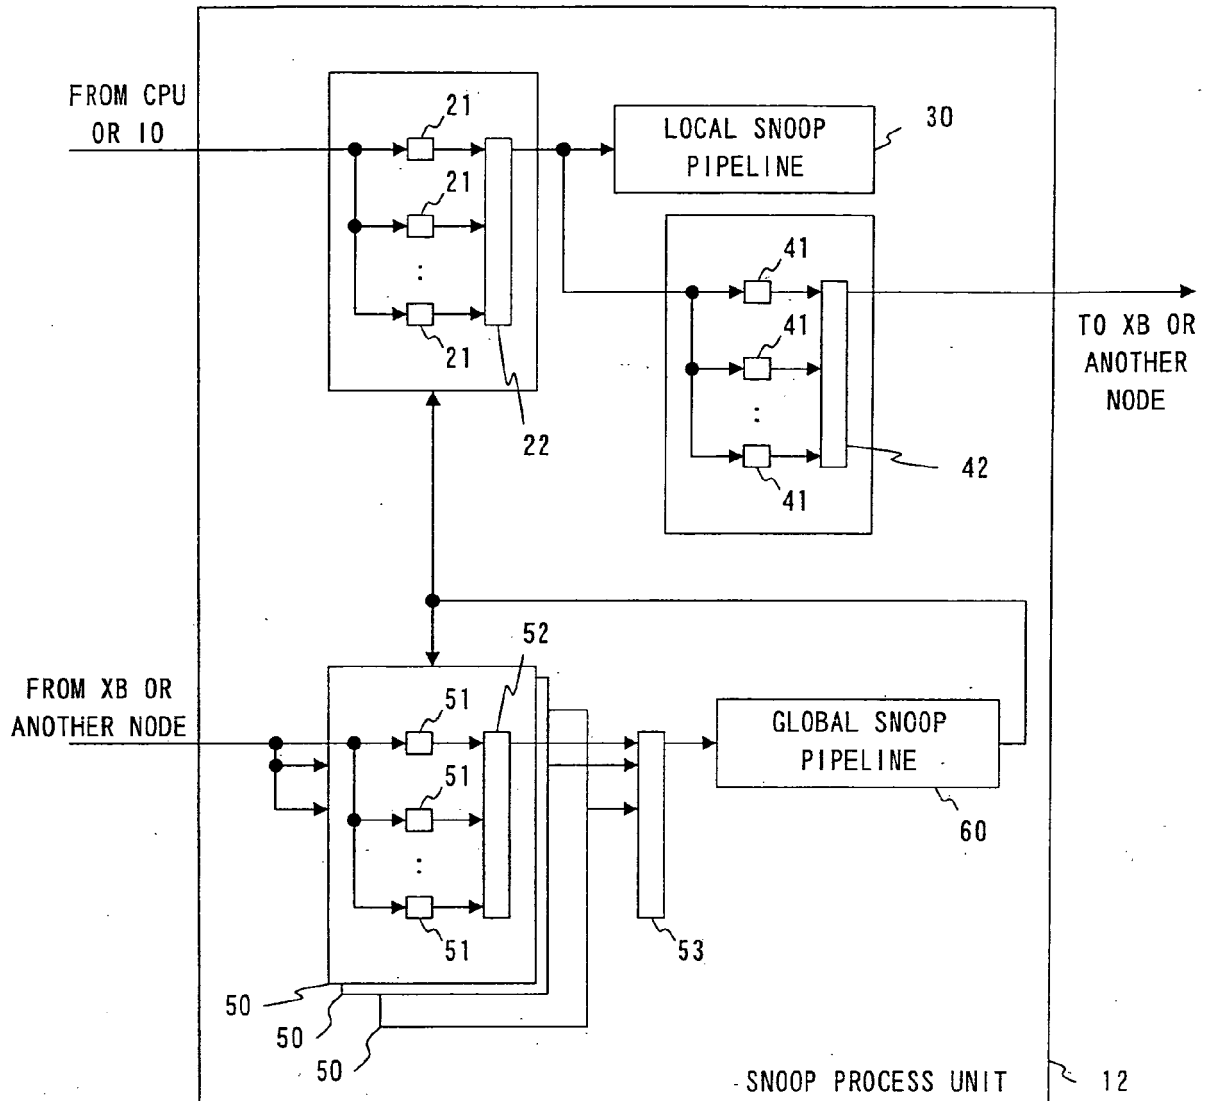 FROM CPU
OR IO
21
21
:
21
22
LOCAL SNOOP
PIPELINE
30
41
41
:
41
42
TO XB OR
ANOTHER
NODE
FROM XB OR
ANOTHER NODE
52
51
51
:
51
50
50
50
53
GLOBAL SNOOP
PIPELINE
60
SNOOP PROCESS UNIT
12